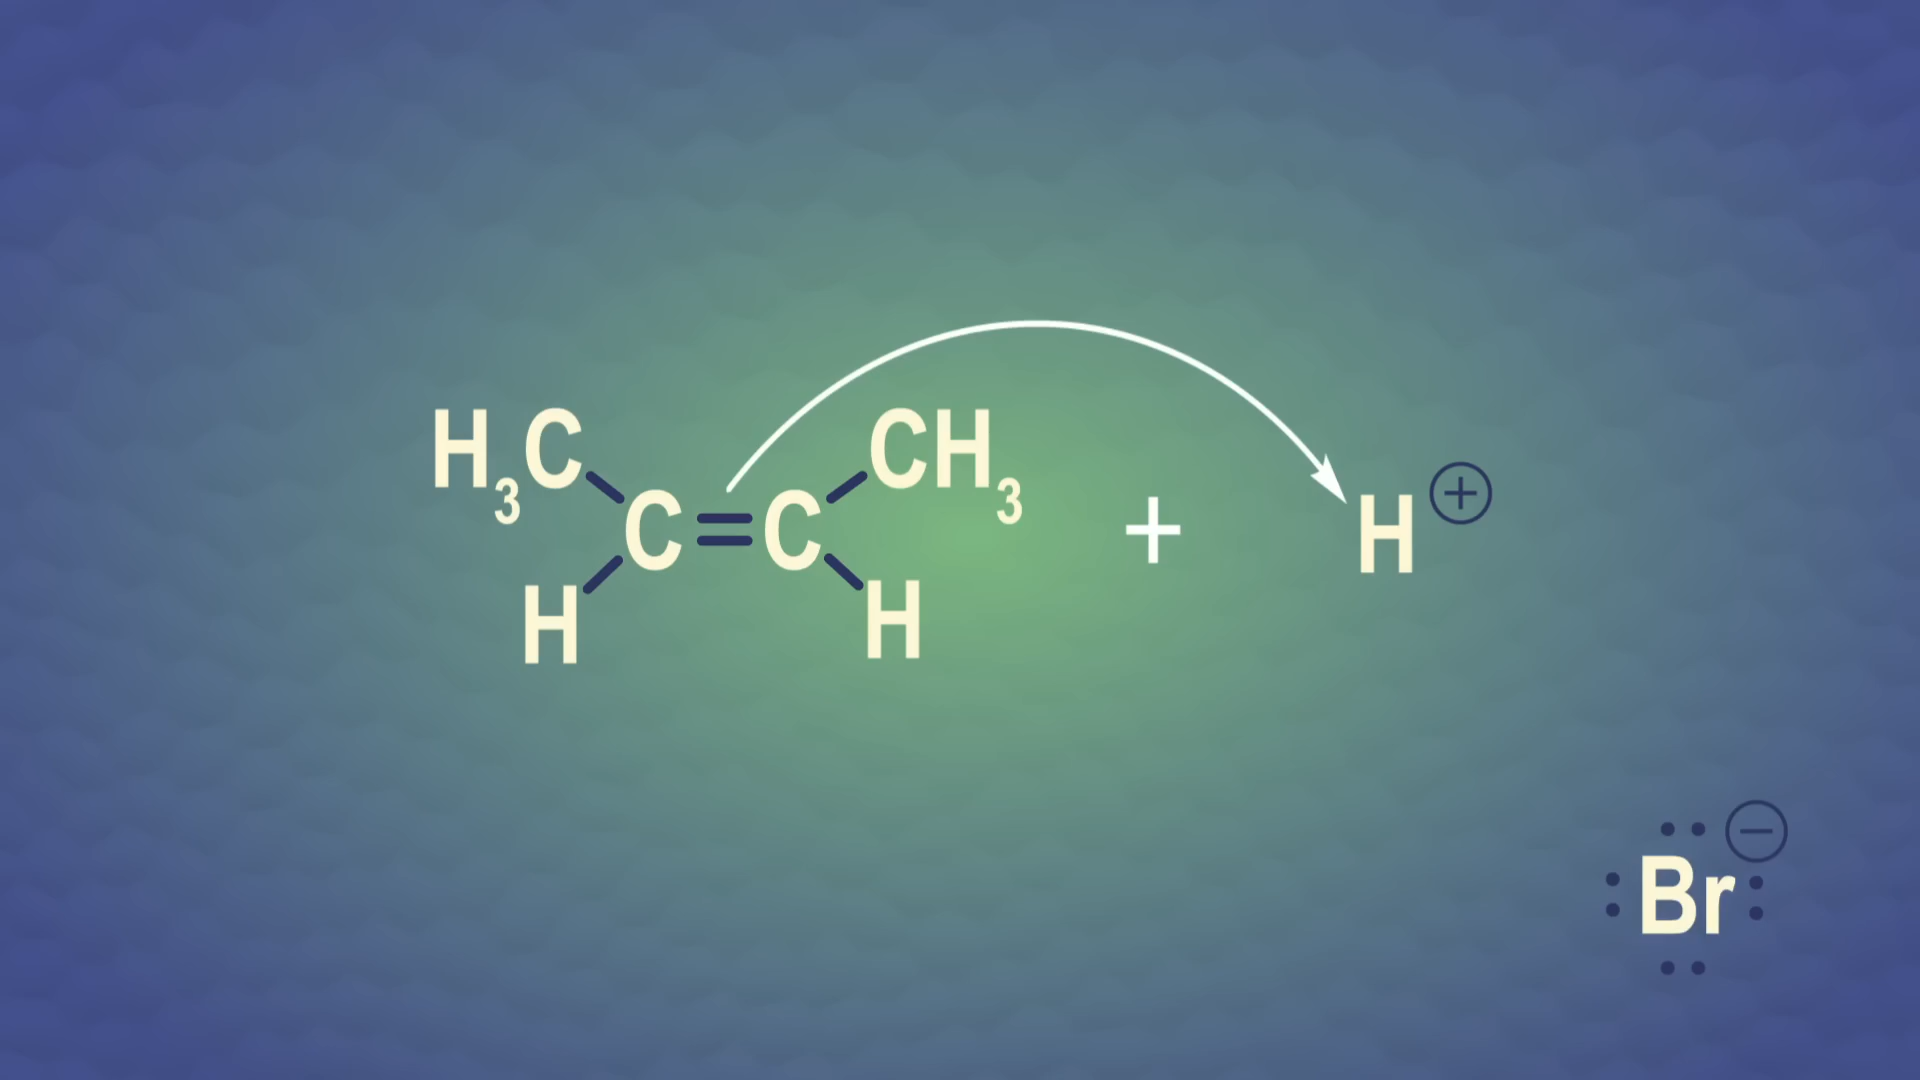 H₃C CH₃
C=C + H⊕
H H
Br⊖